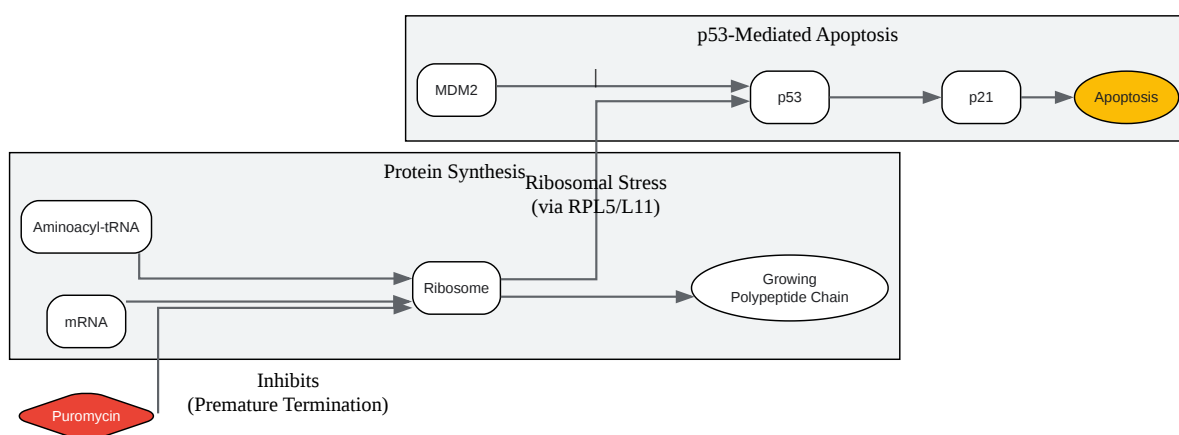 p53-Mediated Apoptosis
MDM2
p53
p21
Apoptosis
Protein Synthesis
Ribosomal Stress
(via RPL5/L11)
Aminoacyl-tRNA
mRNA
Ribosome
Growing
Polypeptide Chain
Inhibits
(Premature Termination)
Puromycin